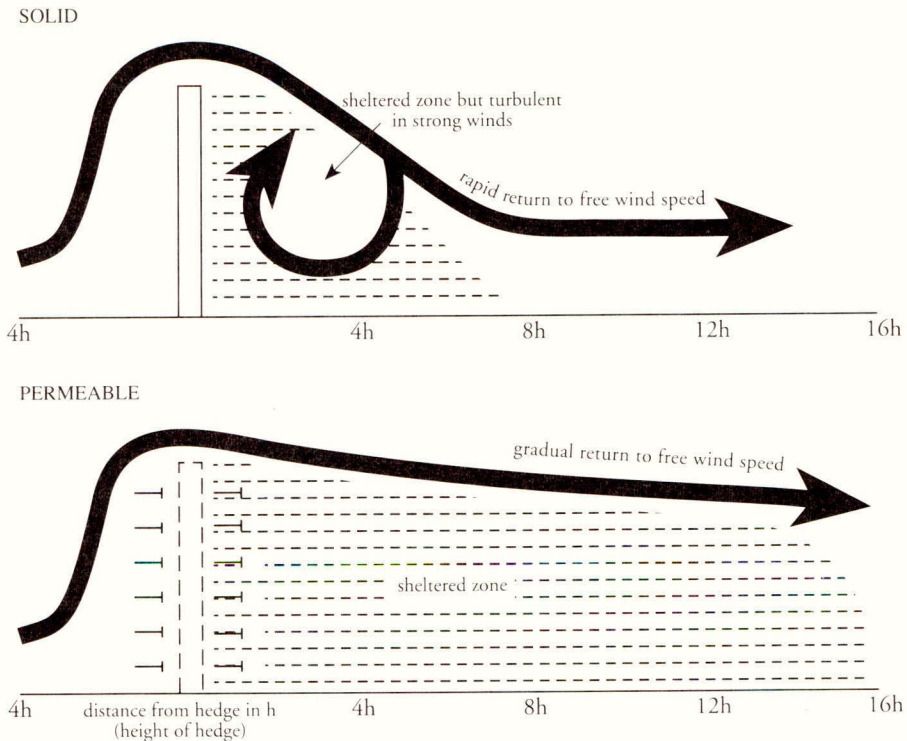 SOLID
sheltered zone but turbulent
in strong winds
rapid return to free wind speed
4h 4h 8h 12h 16h
PERMEABLE
gradual return to free wind speed
sheltered zone
4h 4h 8h 12h 16h
distance from hedge in h
(height of hedge)